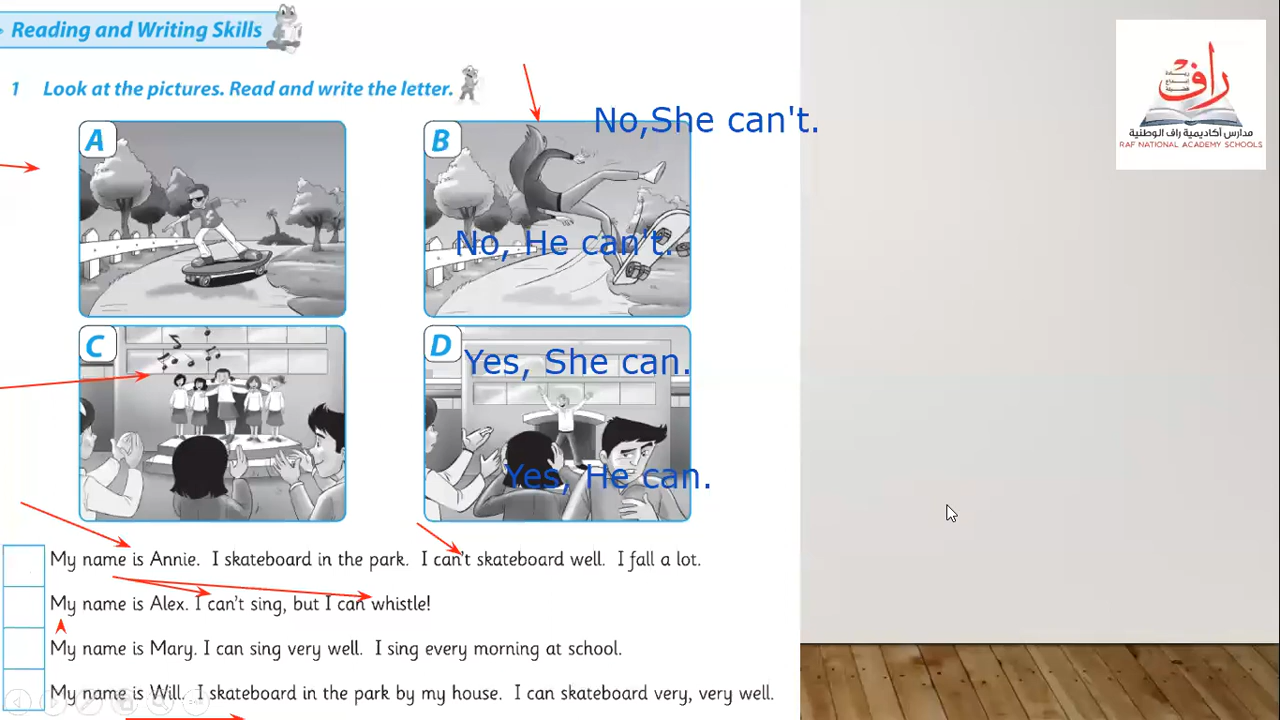 Reading and Writing Skills
راف
ريادة
إبداع
فضيلة
مدارس أكاديمية راف الوطنية
RAF NATIONAL ACADEMY SCHOOLS
1 Look at the pictures. Read and write the letter.
No,She can't.
A
B
No, He can't.
C
D
Yes, She can.
Yes, He can.
My name is Annie. I skateboard in the park. I can't skateboard well. I fall a lot.
My name is Alex. I can't sing, but I can whistle!
My name is Mary. I can sing very well. I sing every morning at school.
My name is Will. I skateboard in the park by my house. I can skateboard very, very well.